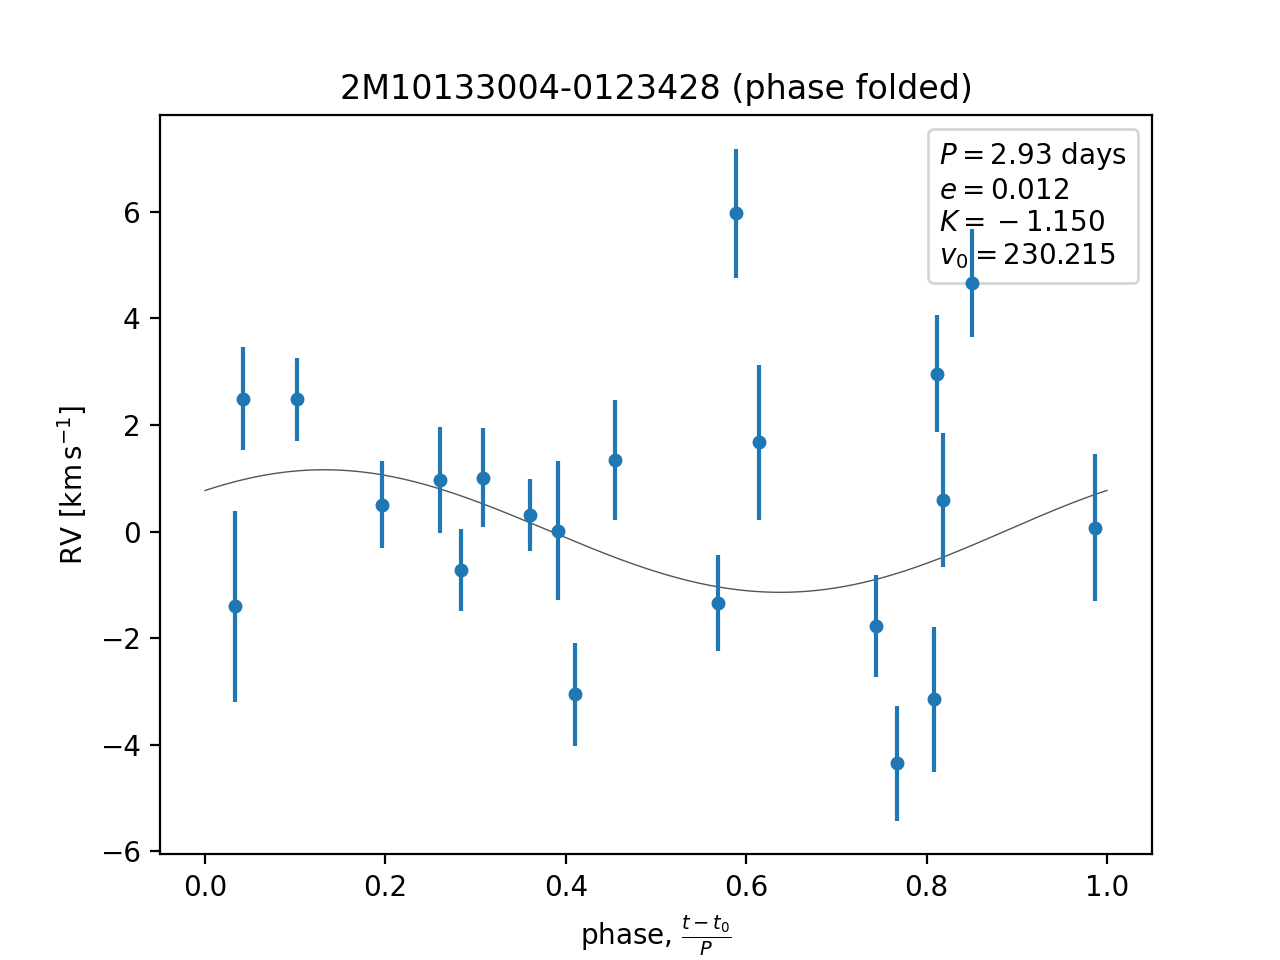 2M10133004-0123428 (phase folded)
P = 2.93 days
e = 0.012
K = −1.150
v₀ = 230.215
RV [km s⁻¹]
6
4
2
0
−2
−4
−6
0.0 0.2 0.4 0.6 0.8 1.0
phase, (t − t₀)/P